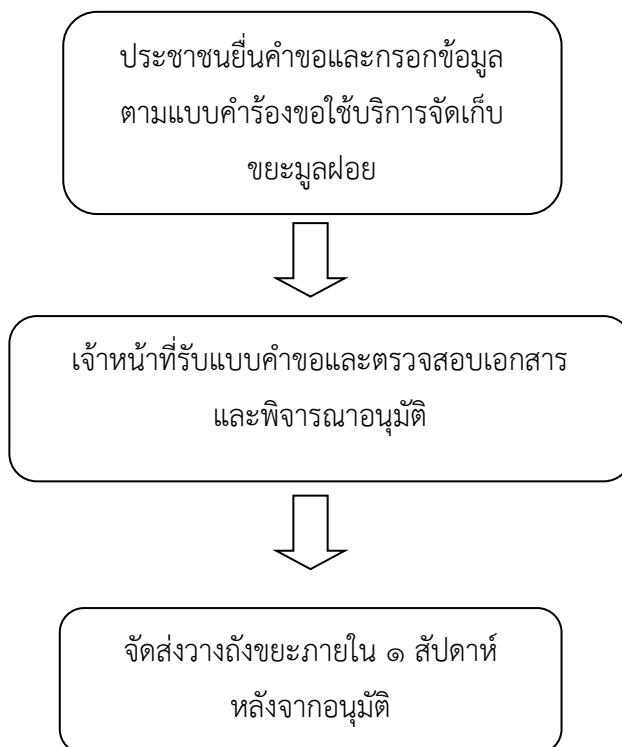 ประชาชนยื่นคำขอและกรอกข้อมูล
ตามแบบคำร้องขอใช้บริการจัดเก็บ
ขยะมูลฝอย
เจ้าหน้าที่รับแบบคำขอและตรวจสอบเอกสาร
และพิจารณาอนุมัติ
จัดส่งวางถังขยะภายใน ๑ สัปดาห์
หลังจากอนุมัติ